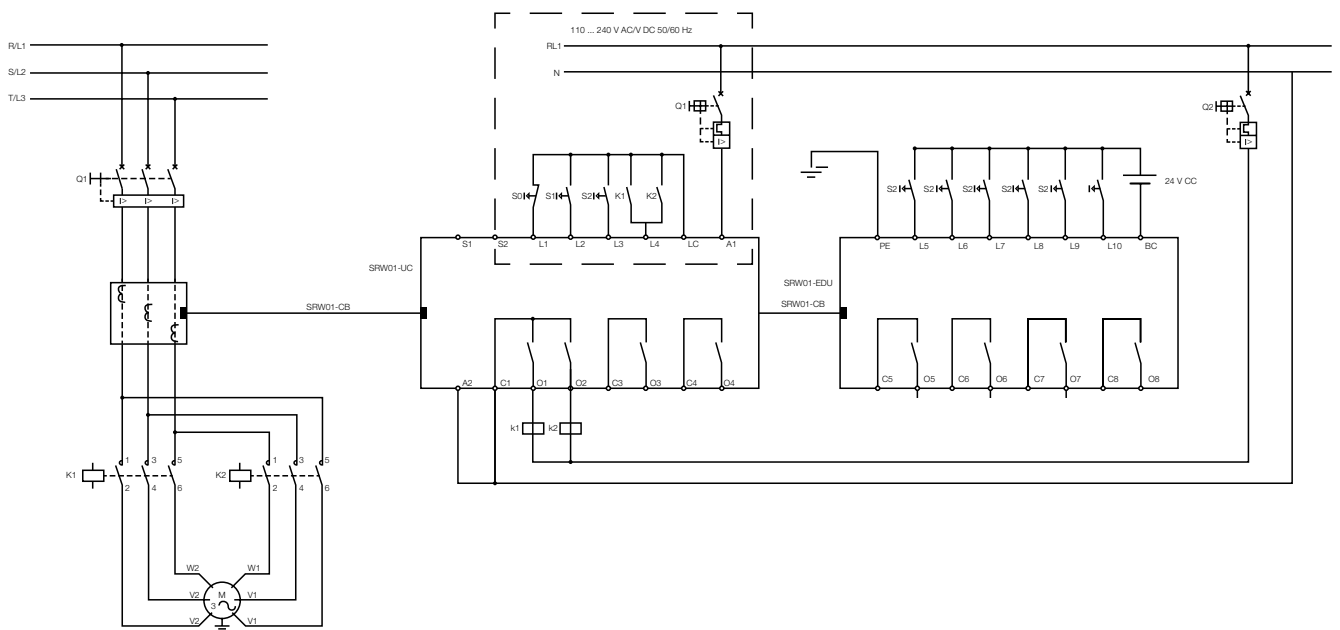 110 ... 240 V AC/V DC 50/60 Hz
R/L1
RL1
S/L2
N
T/L3
Q1
Q2
I>
I>
Q1
I> I> I>
24 V CC
S0 S1 S2 K1 K2
S2 S2 S2 S2 S2
S1 S2 L1 L2 L3 L4 LC A1
PE L5 L6 L7 L8 L9 L10 BC
SRW01-UC
SRW01-EDU
SRW01-CB
SRW01-CB
A2 C1 O1 O2 C3 O3 C4 O4
C5 O5 C6 O6 C7 O7 C8 O8
k1 k2
1 3 5
1 3 5
K1
K2
2 4 6
2 4 6
W2 W1
V2 M V1
3
V2 V1